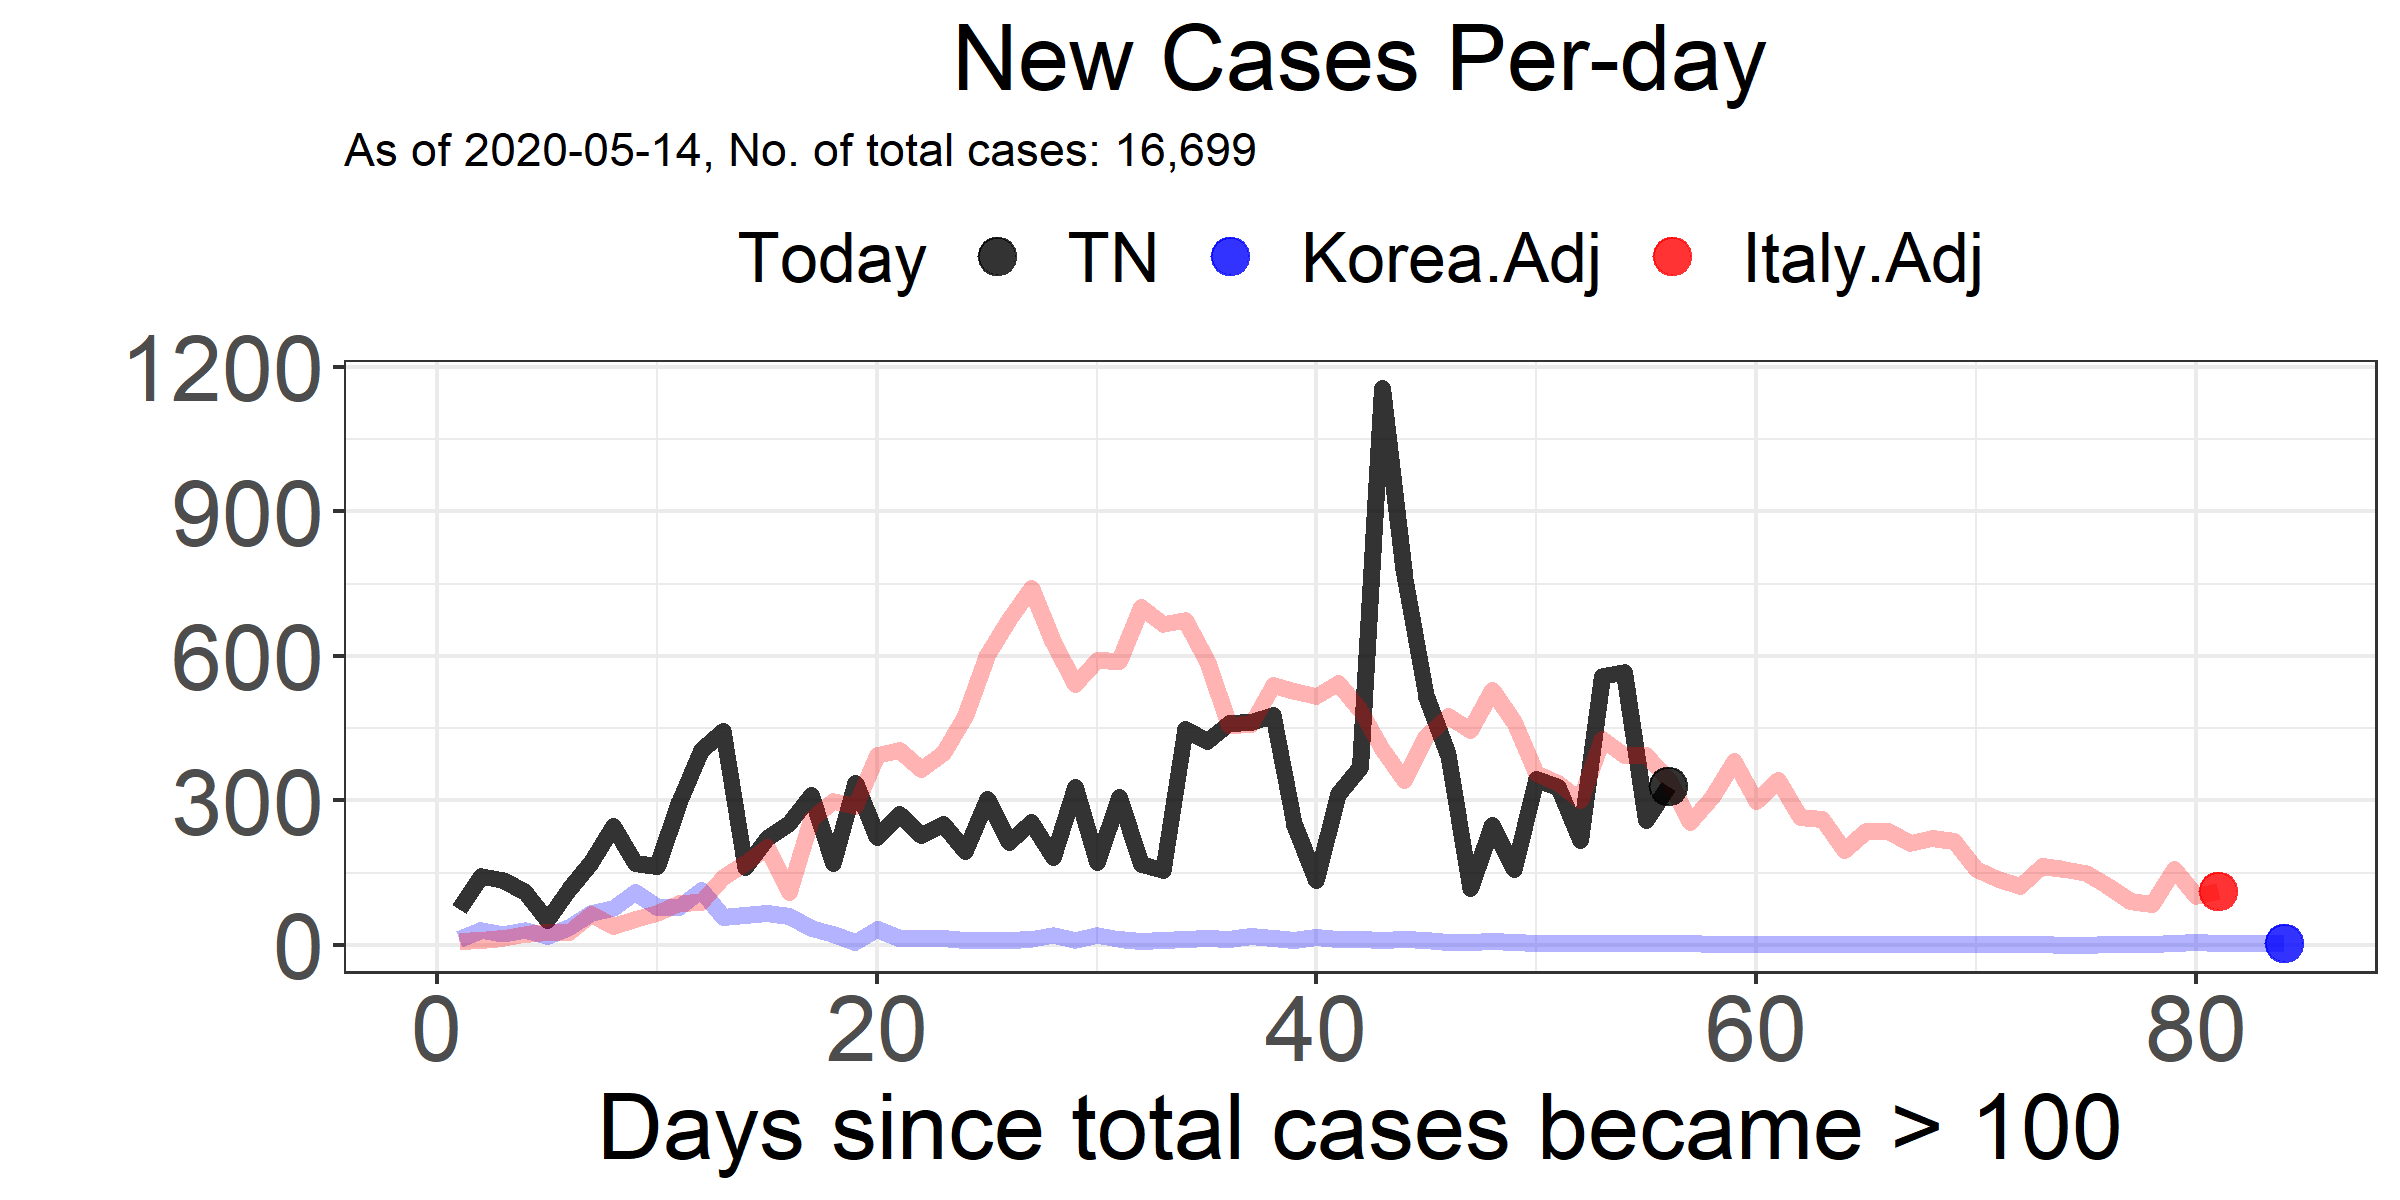 New Cases Per-day
As of 2020-05-14, No. of total cases: 16,699
Today TN Korea.Adj Italy.Adj
1200
900
600
300
0
0 20 40 60 80
Days since total cases became > 100